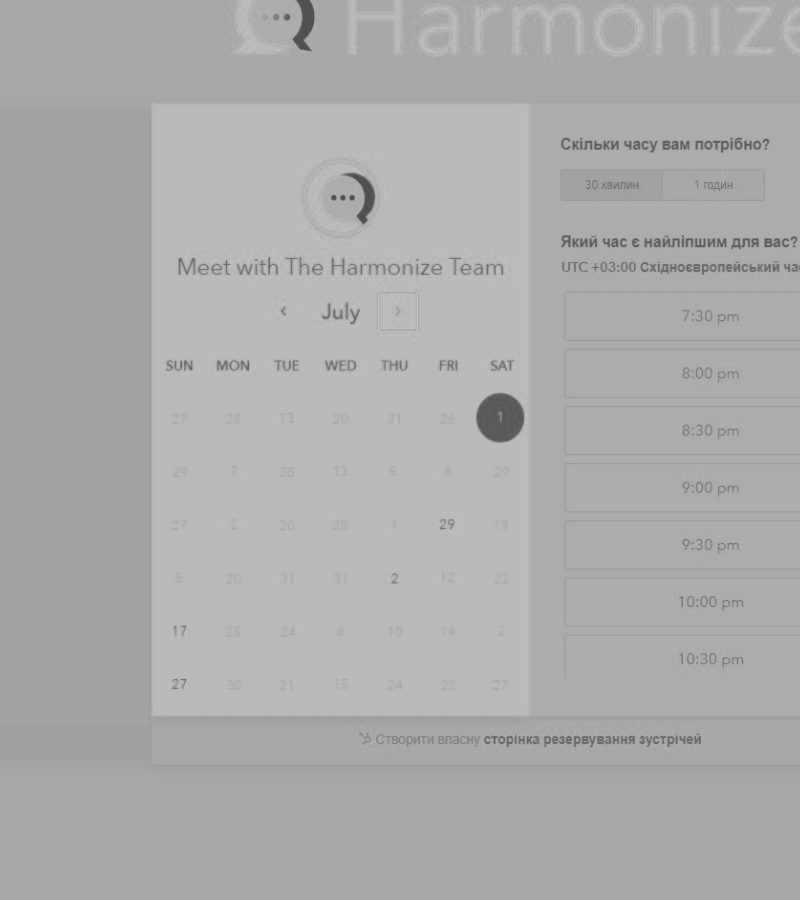 Harmonize
Meet with The Harmonize Team
‹ July ›
SUN MON TUE WED THU FRI SAT
27 28 13 20 31 26 1
29 7 28 13 5 8 29
27 2 20 28 1 29 19
5 20 31 31 2 12 22
17 25 24 4 10 14 2
27 30 21 15 24 22 27
Скільки часу вам потрібно?
30 хвилин 1 годин
Який час є найліпшим для вас?
UTC +03:00 Східноєвропейський
7:30 pm
8:00 pm
8:30 pm
9:00 pm
9:30 pm
10:00 pm
10:30 pm
Створити власну сторінка резервування зустрічей